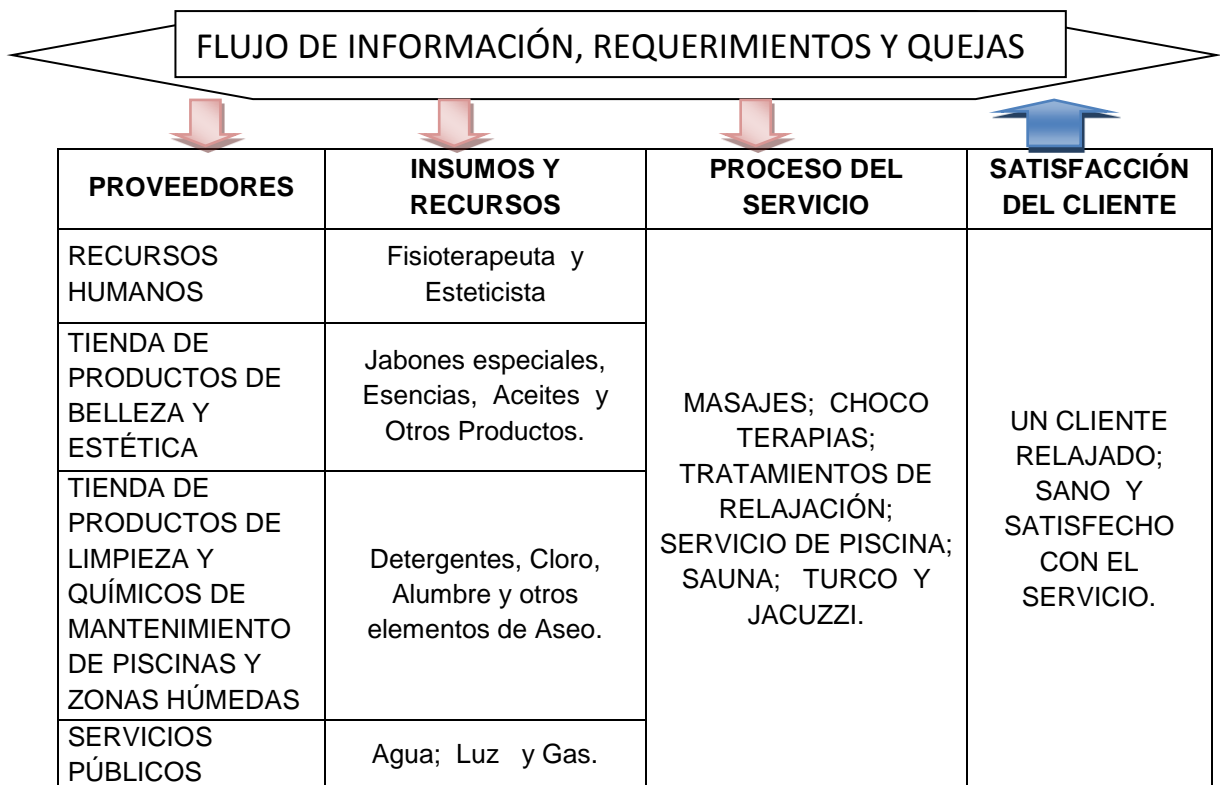 FLUJO DE INFORMACIÓN, REQUERIMIENTOS Y QUEJAS
PROVEEDORES
INSUMOS Y
RECURSOS
PROCESO DEL
SERVICIO
SATISFACCIÓN
DEL CLIENTE
RECURSOS
HUMANOS
Fisioterapeuta y
Esteticista
TIENDA DE
PRODUCTOS DE
BELLEZA Y
ESTÉTICA
Jabones especiales,
Esencias, Aceites y
Otros Productos.
TIENDA DE
PRODUCTOS DE
LIMPIEZA Y
QUÍMICOS DE
MANTENIMIENTO
DE PISCINAS Y
ZONAS HÚMEDAS
Detergentes, Cloro,
Alumbre y otros
elementos de Aseo.
SERVICIOS
PÚBLICOS
Agua; Luz y Gas.
MASAJES; CHOCO
TERAPIAS;
TRATAMIENTOS DE
RELAJACIÓN;
SERVICIO DE PISCINA;
SAUNA; TURCO Y
JACUZZI.
UN CLIENTE
RELAJADO;
SANO Y
SATISFECHO
CON EL
SERVICIO.